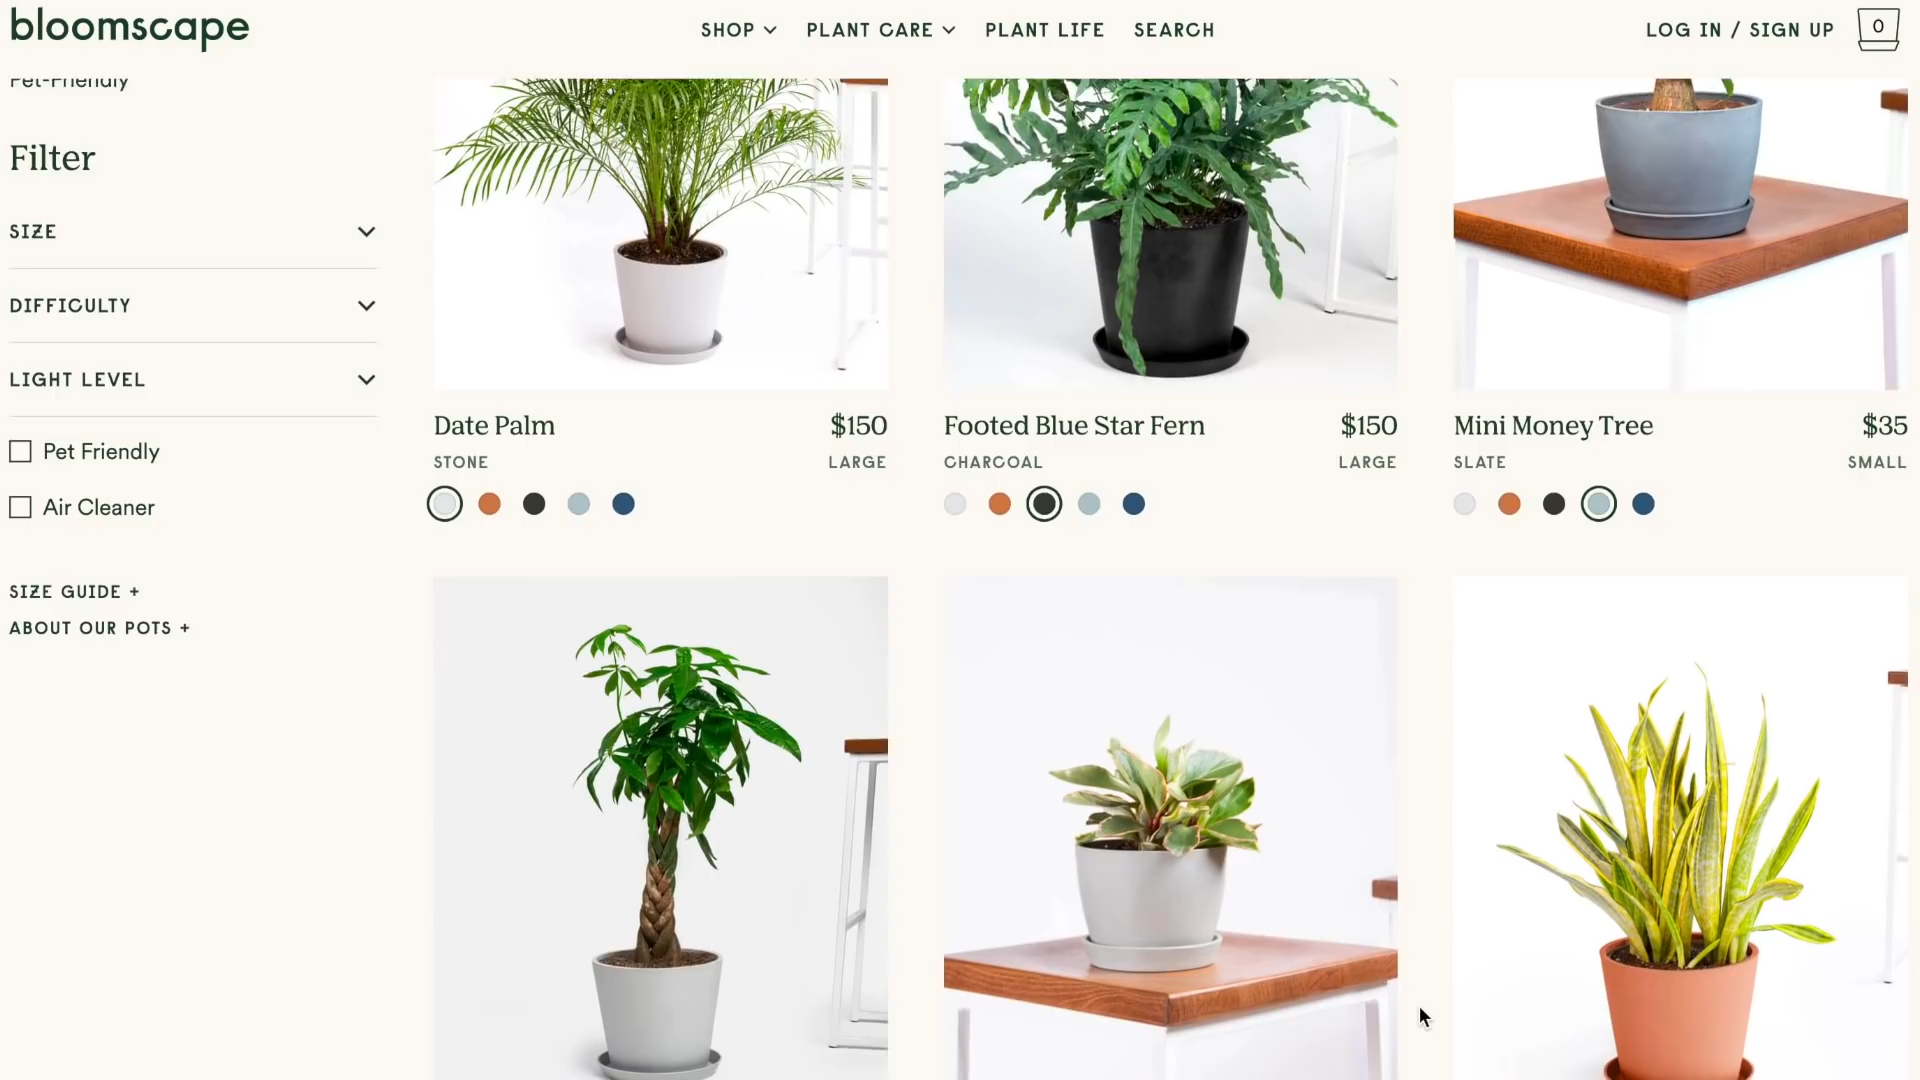 bloomscape
SHOP
PLANT CARE
PLANT LIFE
SEARCH
LOG IN / SIGN UP
0
Pet-Friendly
Filter
SIZE
DIFFICULTY
LIGHT LEVEL
Pet Friendly
Air Cleaner
SIZE GUIDE +
ABOUT OUR POTS +
Date Palm $150
STONE LARGE
Footed Blue Star Fern $150
CHARCOAL LARGE
Mini Money Tree $35
SLATE SMALL